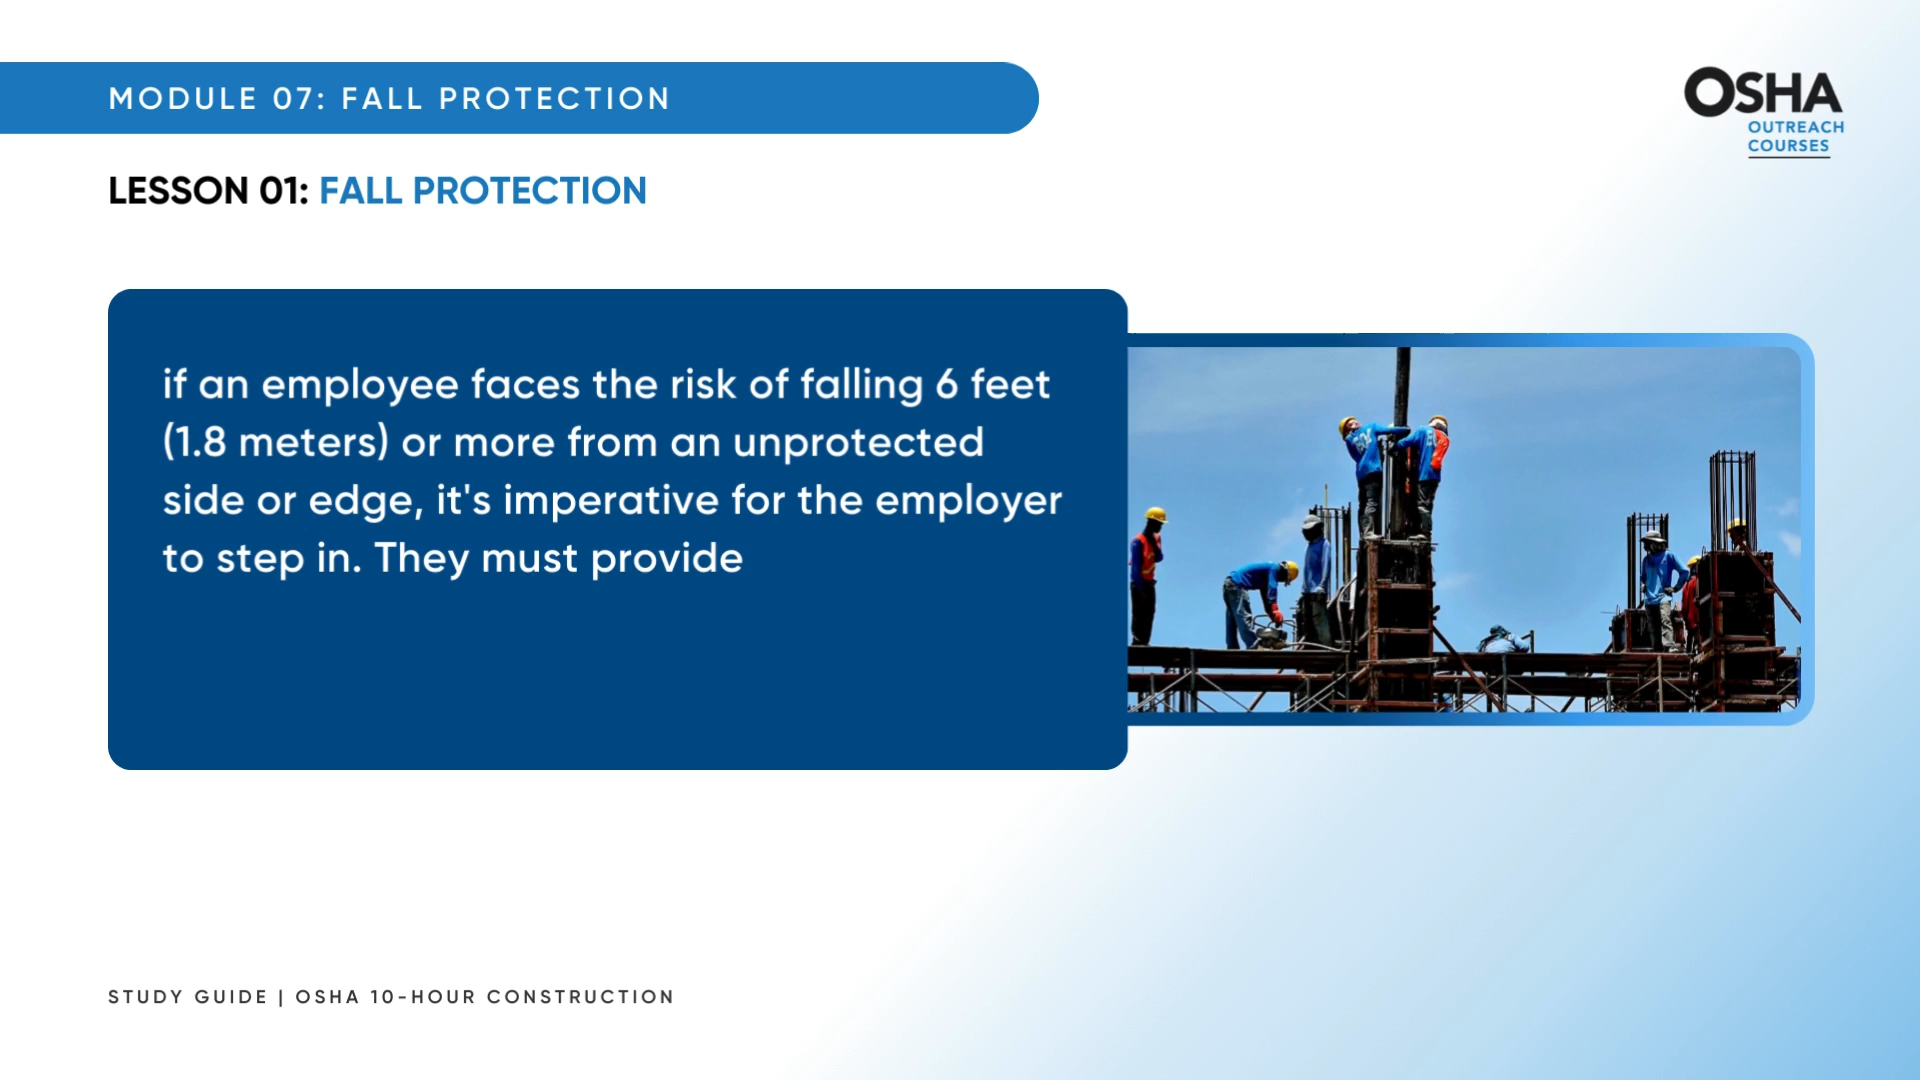 MODULE 07: FALL PROTECTION
OSHA
OUTREACH
COURSES
LESSON 01: FALL PROTECTION
if an employee faces the risk of falling 6 feet
(1.8 meters) or more from an unprotected
side or edge, it's imperative for the employer
to step in. They must provide
STUDY GUIDE | OSHA 10-HOUR CONSTRUCTION